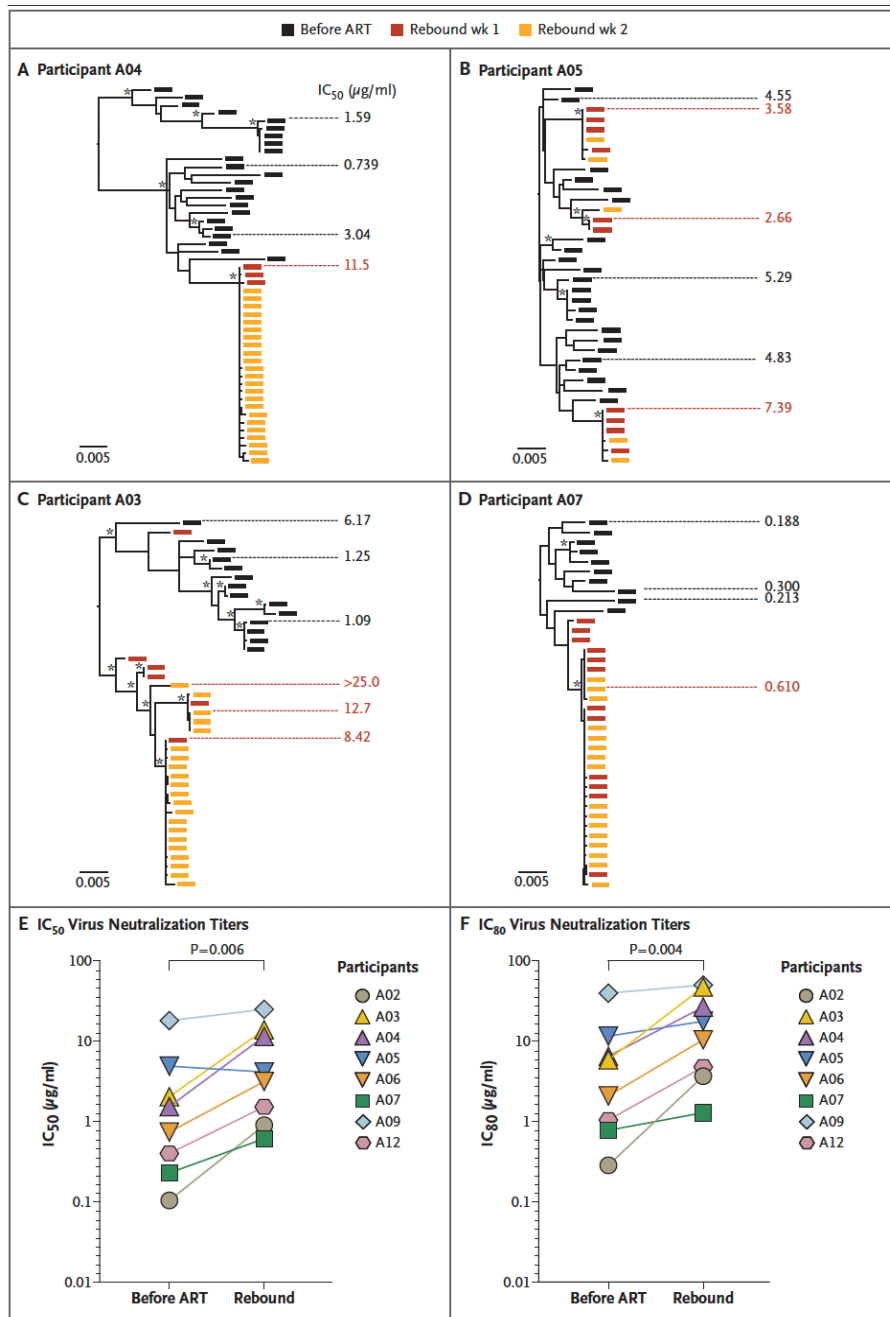 Before ART Rebound wk 1 Rebound wk 2
A Participant A04
IC50 (µg/ml)
*
*
*
1.59
0.739
*
*
3.04
11.5
*
0.005
B Participant A05
4.55
3.58
*
*
*
2.66
*
5.29
*
4.83
7.39
*
0.005
C Participant A03
6.17
*
1.25
*
*
*
*
*
*
1.09
*
*
>25.0
*
*
12.7
8.42
*
0.005
D Participant A07
0.188
*
0.300
0.213
*
0.610
0.005
E IC50 Virus Neutralization Titers
P=0.006
100
10
1
0.1
0.01
IC50 (µg/ml)
Before ART Rebound
Participants
A02
A03
A04
A05
A06
A07
A09
A12
F IC80 Virus Neutralization Titers
P=0.004
100
10
1
0.1
0.01
IC80 (µg/ml)
Before ART Rebound
Participants
A02
A03
A04
A05
A06
A07
A09
A12